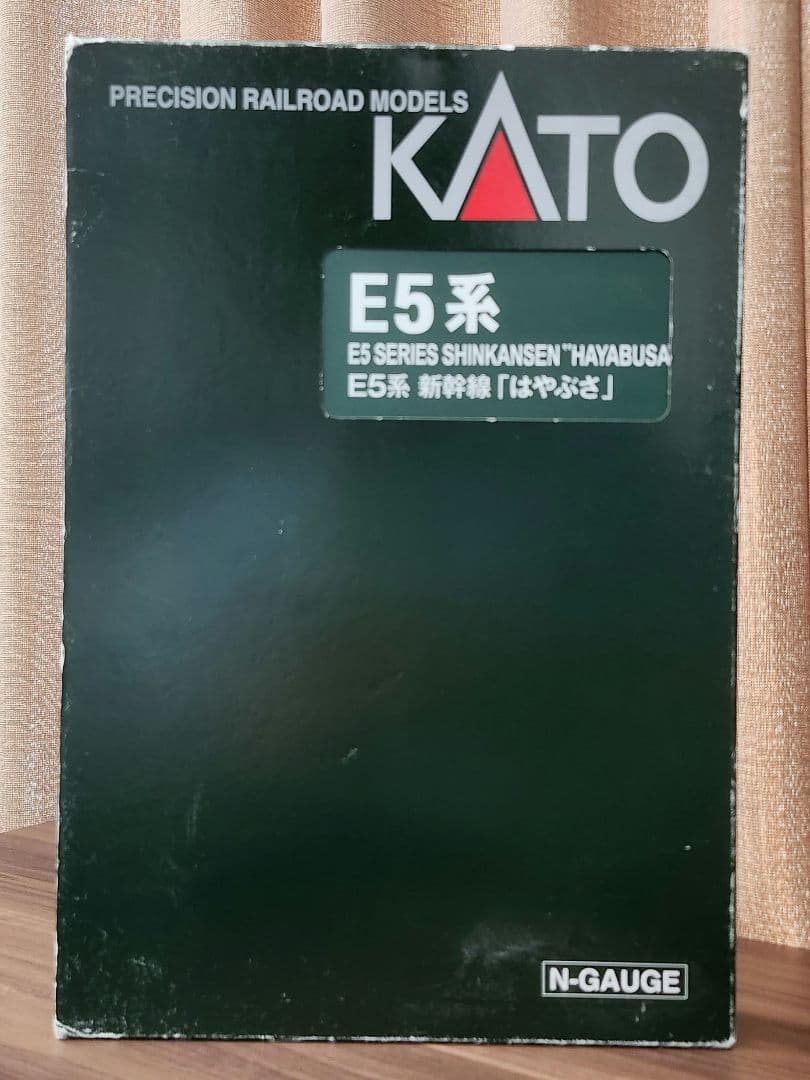 PRECISION RAILROAD MODELS
KATO
E5系
E5 SERIES SHINKANSEN "HAYABUSA
E5系 新幹線「はやぶさ」
N-GAUGE